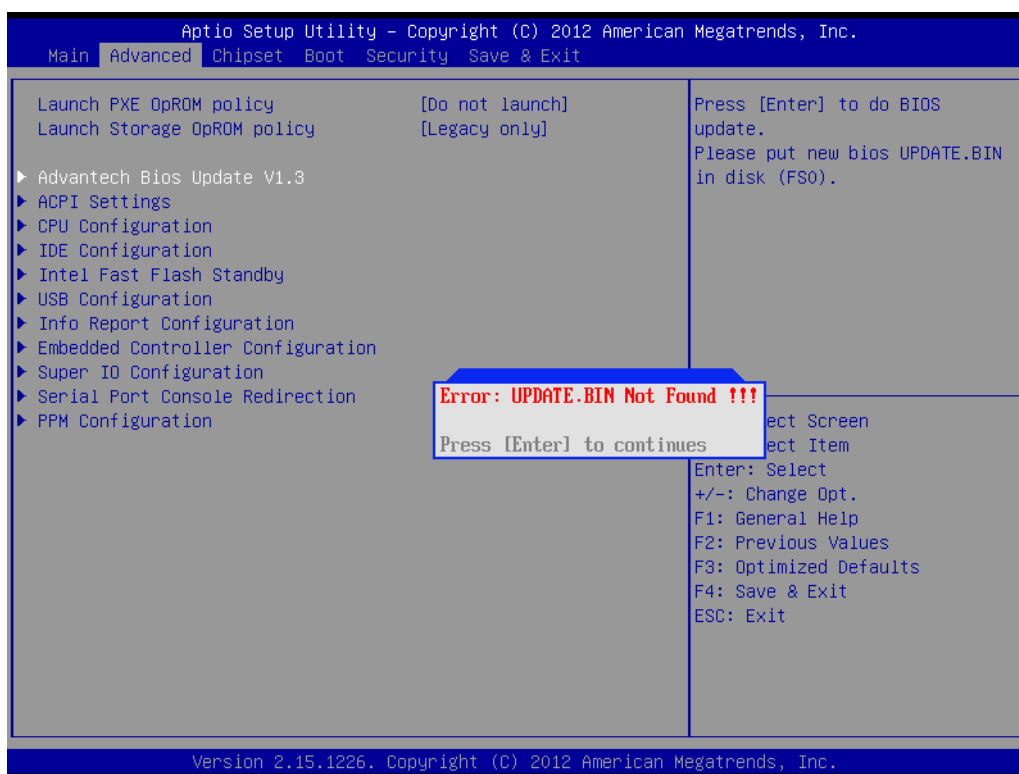 Aptio Setup Utility – Copyright (C) 2012 American Megatrends, Inc.
Main Advanced Chipset Boot Security Save & Exit
Launch PXE OpROM policy [Do not launch]
Launch Storage OpROM policy [Legacy only]
Advantech Bios Update V1.3
ACPI Settings
CPU Configuration
IDE Configuration
Intel Fast Flash Standby
USB Configuration
Info Report Configuration
Embedded Controller Configuration
Super IO Configuration
Serial Port Console Redirection
PPM Configuration
Error: UPDATE.BIN Not Found !!!
Press [Enter] to continues
Press [Enter] to do BIOS
update.
Please put new bios UPDATE.BIN
in disk (FS0).
ect Screen
ect Item
Enter: Select
+/-: Change Opt.
F1: General Help
F2: Previous Values
F3: Optimized Defaults
F4: Save & Exit
ESC: Exit
Version 2.15.1226. Copyright (C) 2012 American Megatrends, Inc.